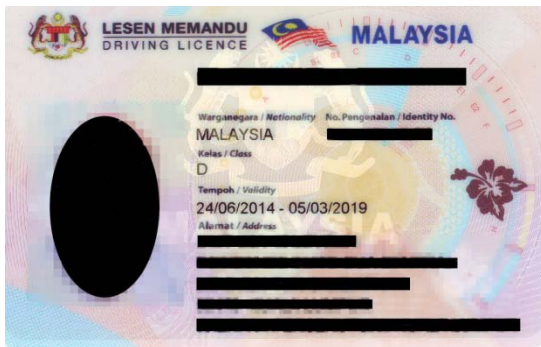 LESEN MEMANDU
DRIVING LICENCE
MALAYSIA
Warganegara / Nationality No. Pengenalan / Identity No.
MALAYSIA
Kelas / Class
D
Tempoh / Validity
24/06/2014 - 05/03/2019
Alamat / Address